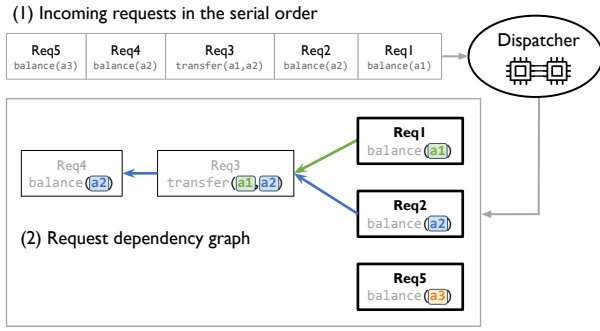 (1) Incoming requests in the serial order
Req5 Req4 Req3 Req2 Req1
balance(a3) balance(a2) transfer(a1,a2) balance(a2) balance(a1)
Dispatcher
Req1
balance(a1)
Req4
balance(a2)
Req3
transfer(a1,a2)
Req2
balance(a2)
(2) Request dependency graph
Req5
balance(a3)